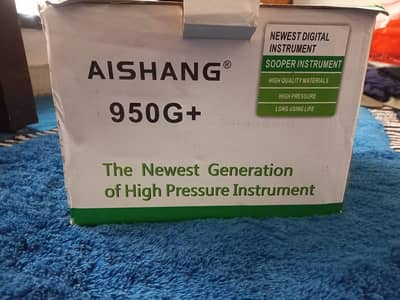 NEWEST DIGITAL
INSTRUMENT
SOOPER INSTRUMENT
HIGH QUALITY MATERIALS
HIGH PRESSURE
LONG USING LIFE
AISHANG®
950G+
The Newest Generation
of High Pressure Instrument